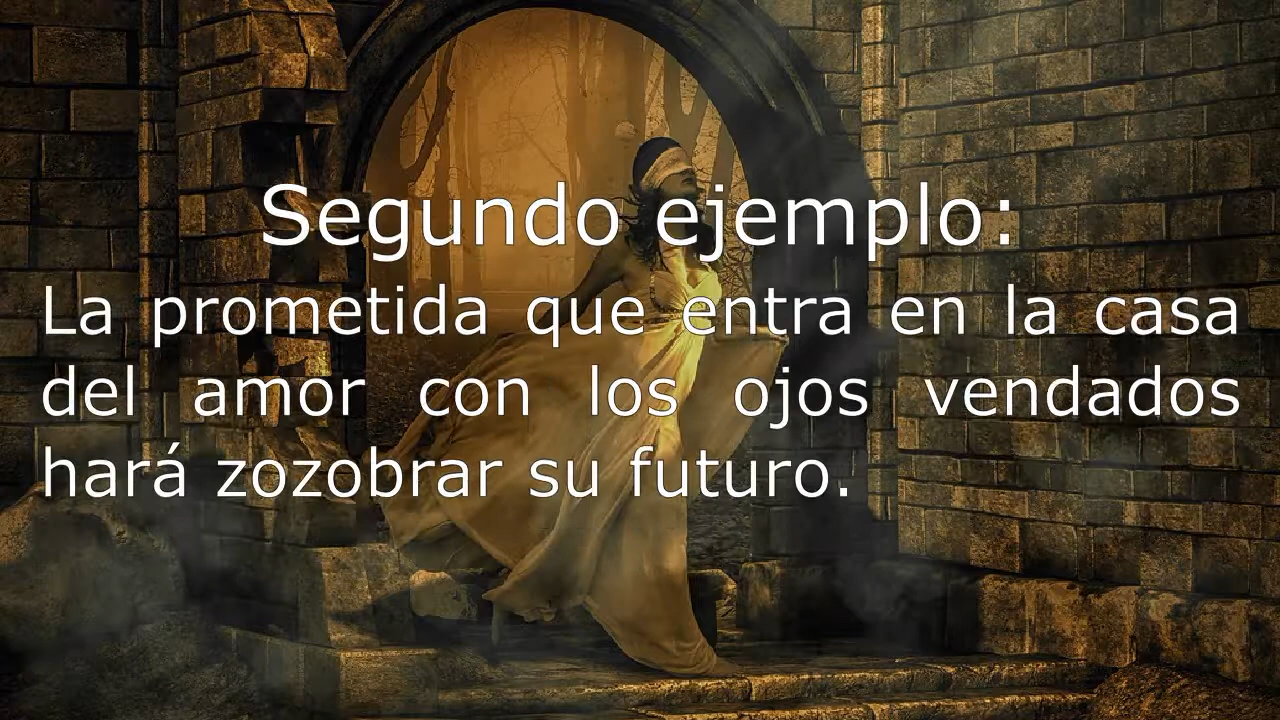 Segundo ejemplo:
La prometida que entra en la casa
del amor con los ojos vendados
hará zozobrar su futuro.